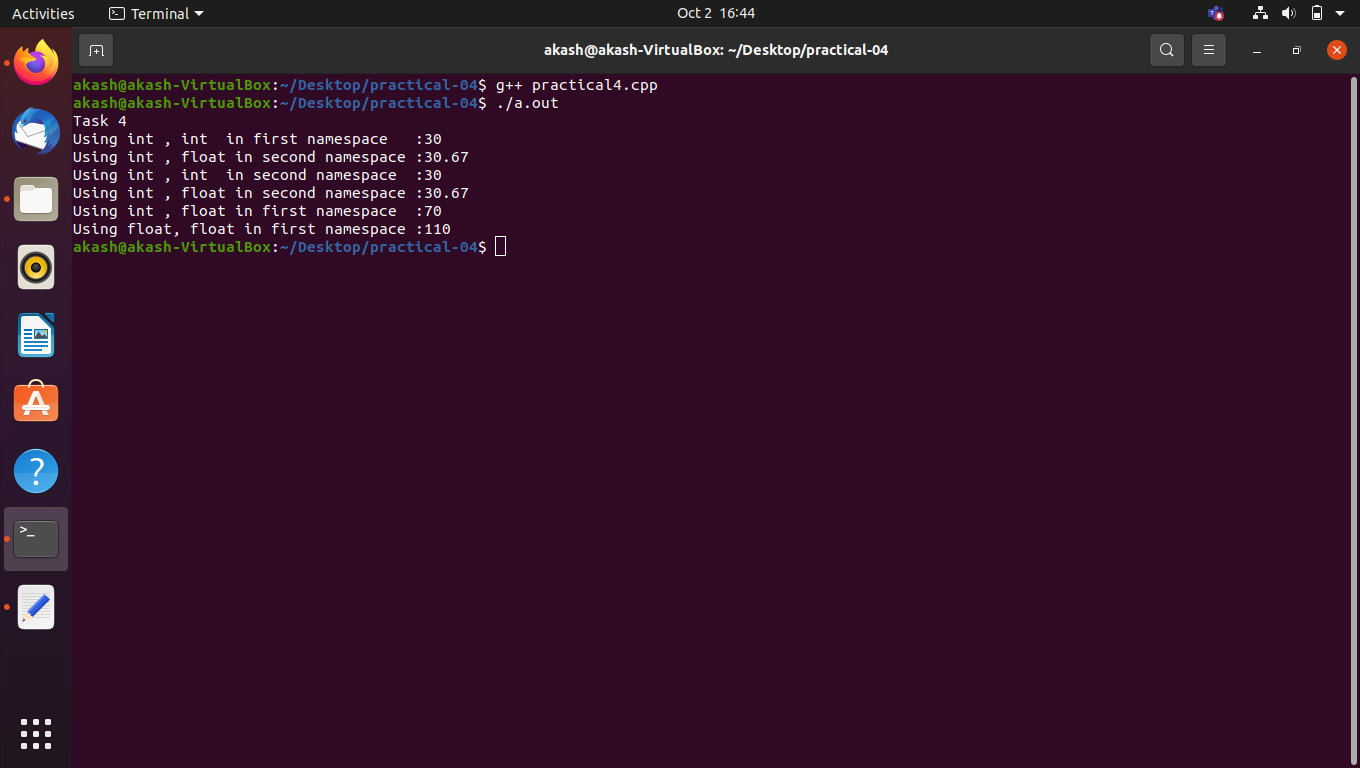 Activities Terminal Oct 2 16:44
akash@akash-VirtualBox: ~/Desktop/practical-04
akash@akash-VirtualBox:~/Desktop/practical-04$ g++ practical4.cpp
akash@akash-VirtualBox:~/Desktop/practical-04$ ./a.out
Task 4
Using int , int  in first namespace   :30
Using int , float in second namespace :30.67
Using int , int  in second namespace  :30
Using int , float in second namespace :30.67
Using int , float in first namespace  :70
Using float, float in first namespace :110
akash@akash-VirtualBox:~/Desktop/practical-04$